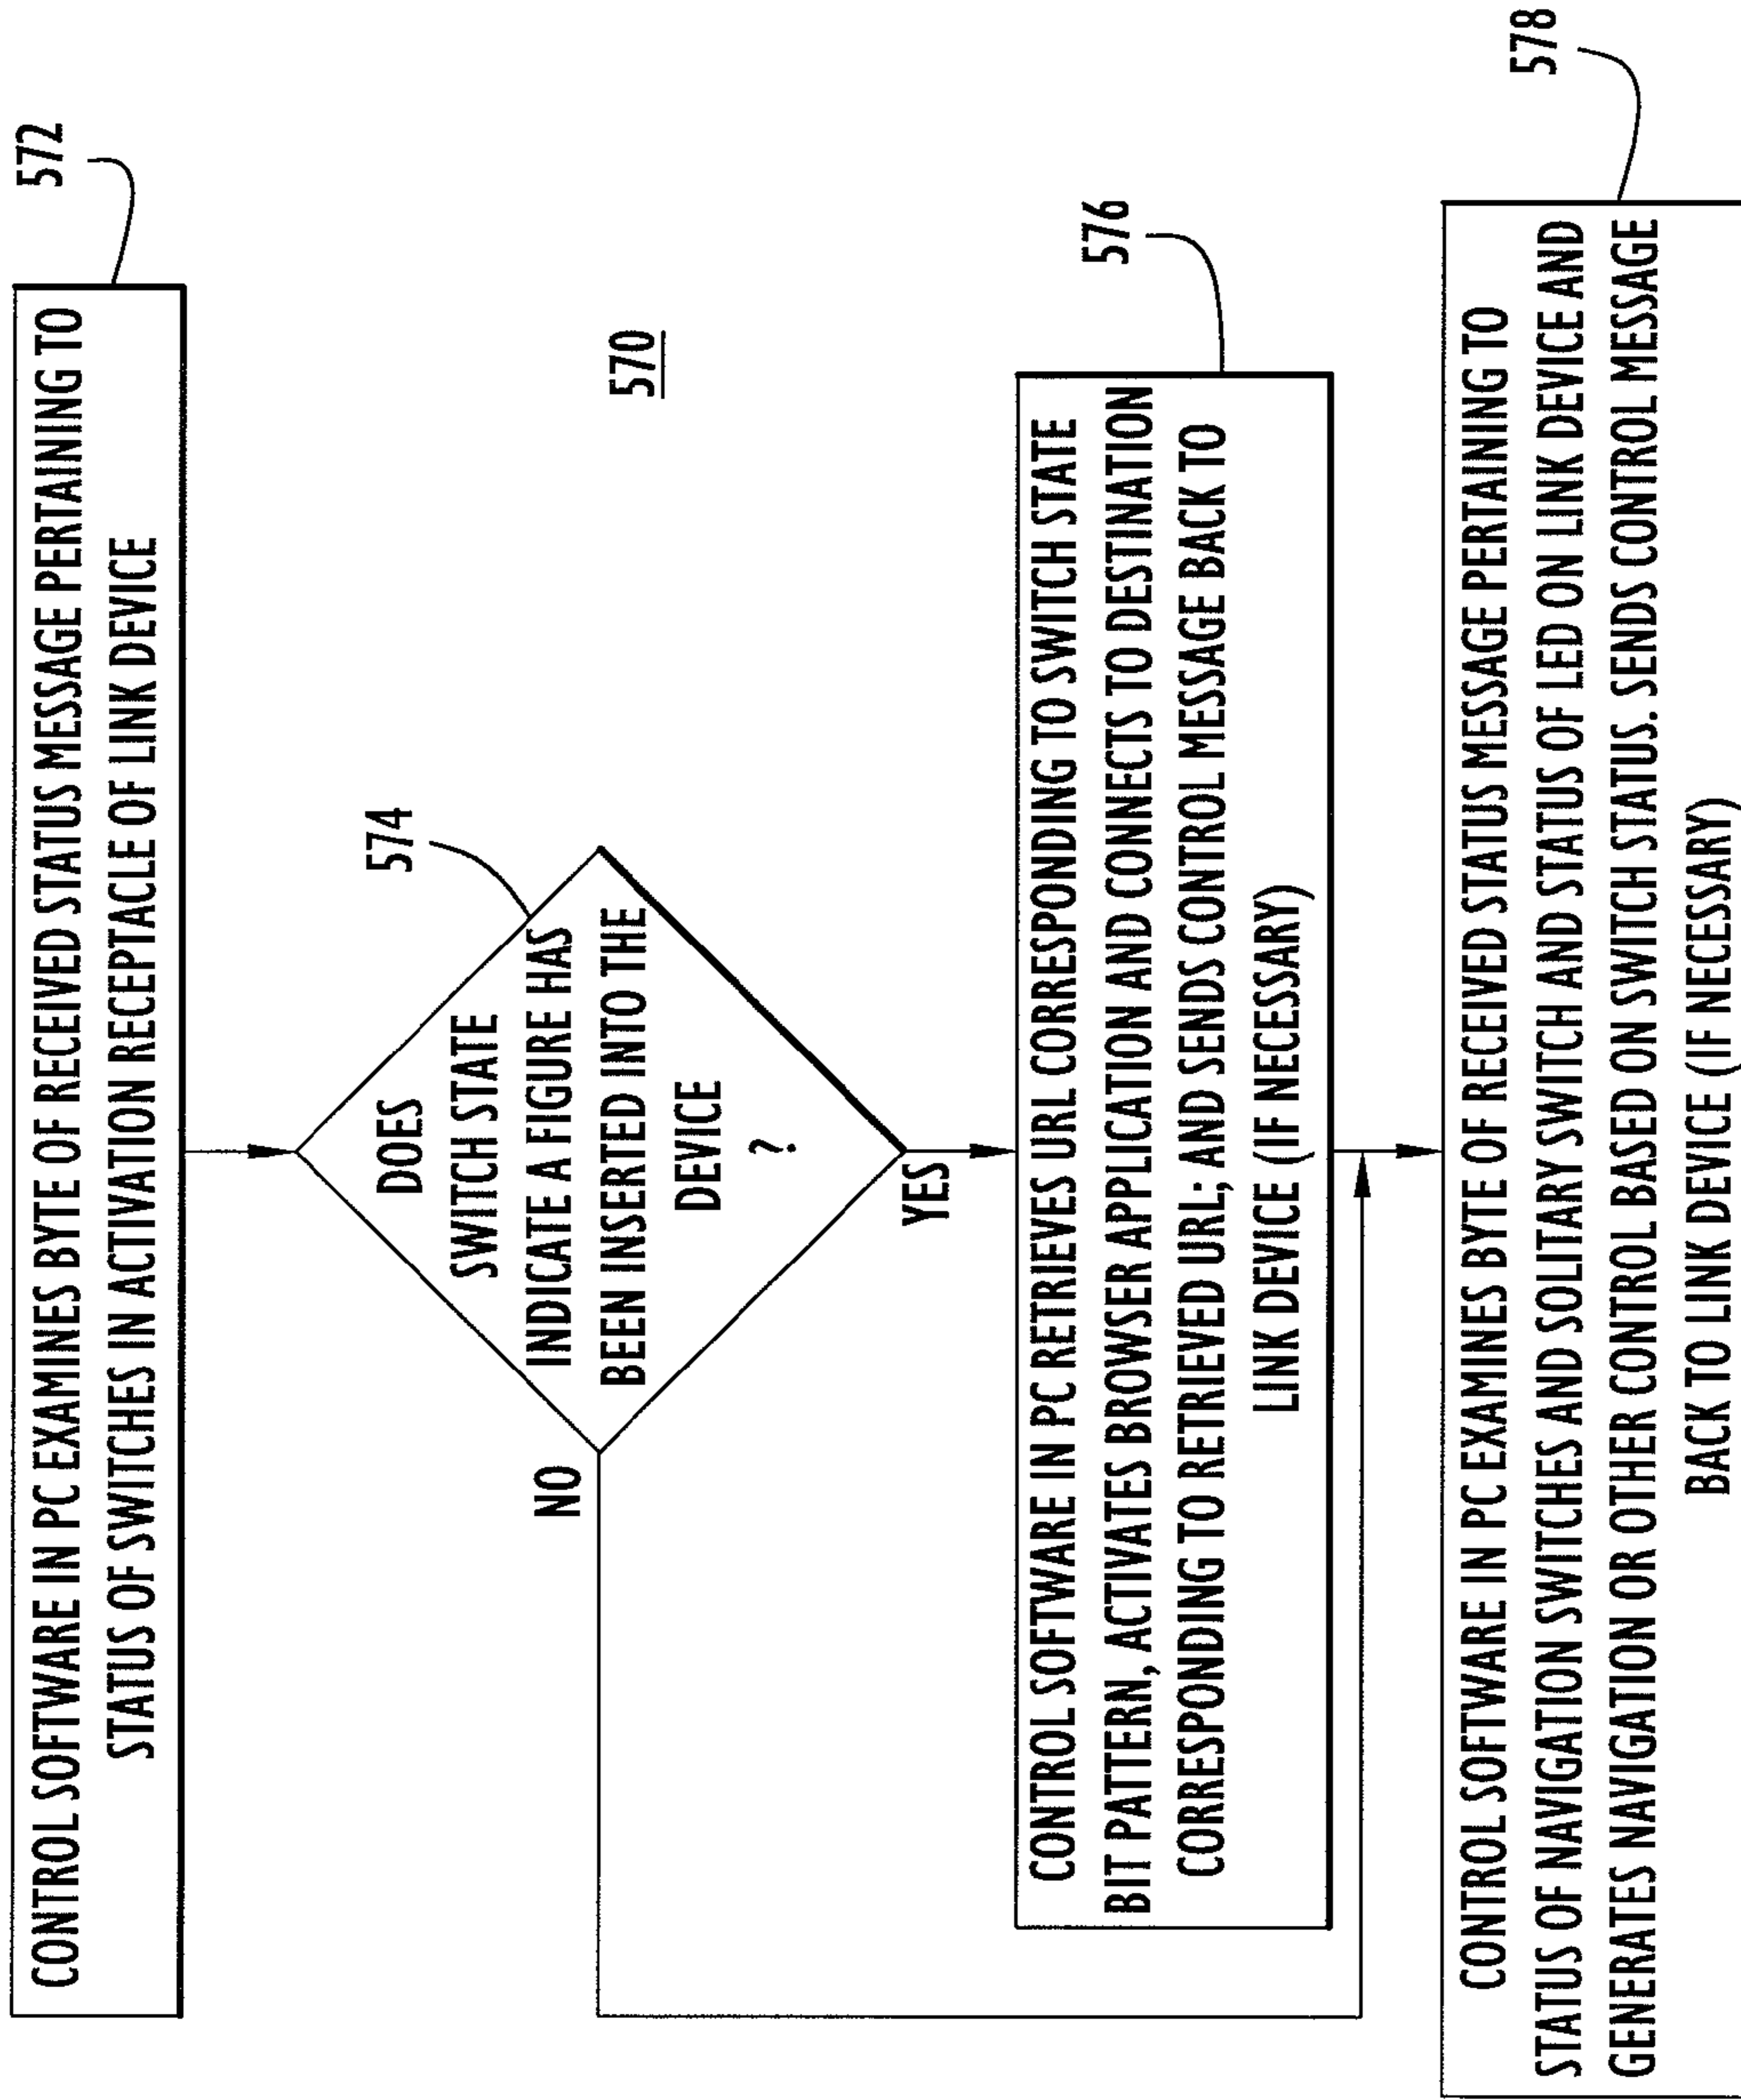 572
CONTROL SOFTWARE IN PC EXAMINES BYTE OF RECEIVED STATUS MESSAGE PERTAINING TO
STATUS OF SWITCHES IN ACTIVATION RECEPTACLE OF LINK DEVICE
574
DOES
SWITCH STATE
INDICATE A FIGURE HAS
BEEN INSERTED INTO THE
DEVICE
?
NO
YES
570
576
CONTROL SOFTWARE IN PC RETRIEVES URL CORRESPONDING TO SWITCH STATE
BIT PATTERN, ACTIVATES BROWSER APPLICATION AND CONNECTS TO DESTINATION
CORRESPONDING TO RETRIEVED URL; AND SENDS CONTROL MESSAGE BACK TO
LINK DEVICE (IF NECESSARY)
578
CONTROL SOFTWARE IN PC EXAMINES BYTE OF RECEIVED STATUS MESSAGE PERTAINING TO
STATUS OF NAVIGATION SWITCHES AND SOLITARY SWITCH AND STATUS OF LED ON LINK DEVICE AND
GENERATES NAVIGATION OR OTHER CONTROL BASED ON SWITCH STATUS. SENDS CONTROL MESSAGE
BACK TO LINK DEVICE (IF NECESSARY)